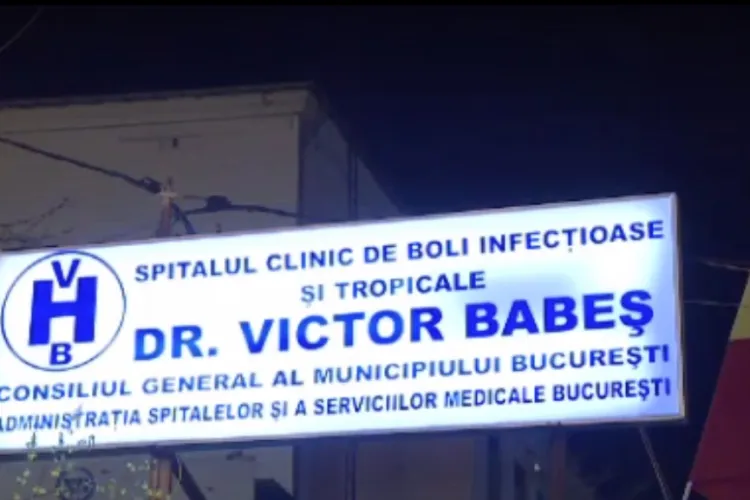 V
H
B
SPITALUL CLINIC DE BOLI INFECȚIOASE
ȘI TROPICALE
DR. VICTOR BABEȘ
CONSILIUL GENERAL AL MUNICIPIULUI BUCUREȘTI
ADMINISTRAȚIA SPITALELOR ȘI A SERVICIILOR MEDICALE BUCUREȘTI